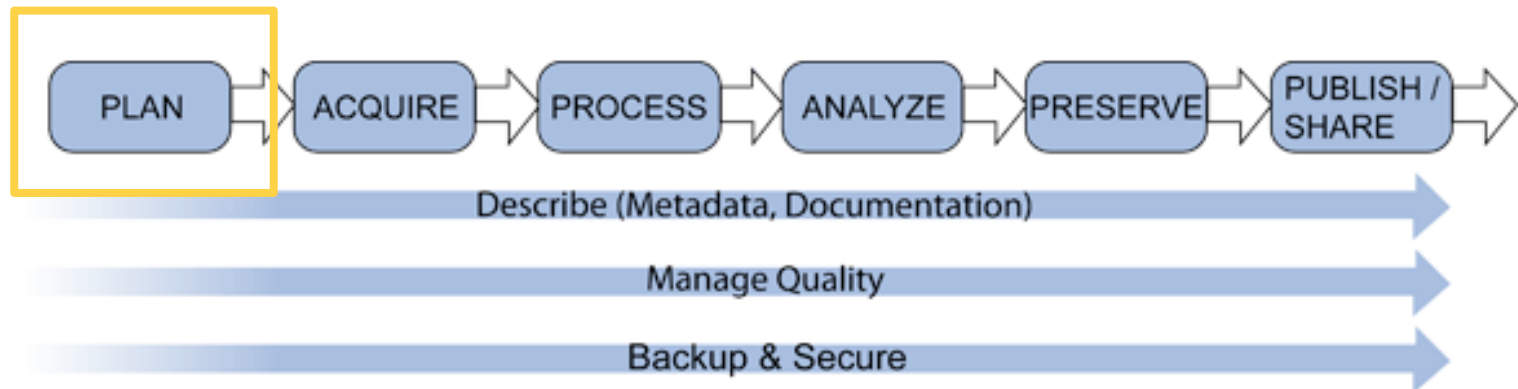 PLAN
ACQUIRE
PROCESS
ANALYZE
PRESERVE
PUBLISH /
SHARE
Describe (Metadata, Documentation)
Manage Quality
Backup & Secure